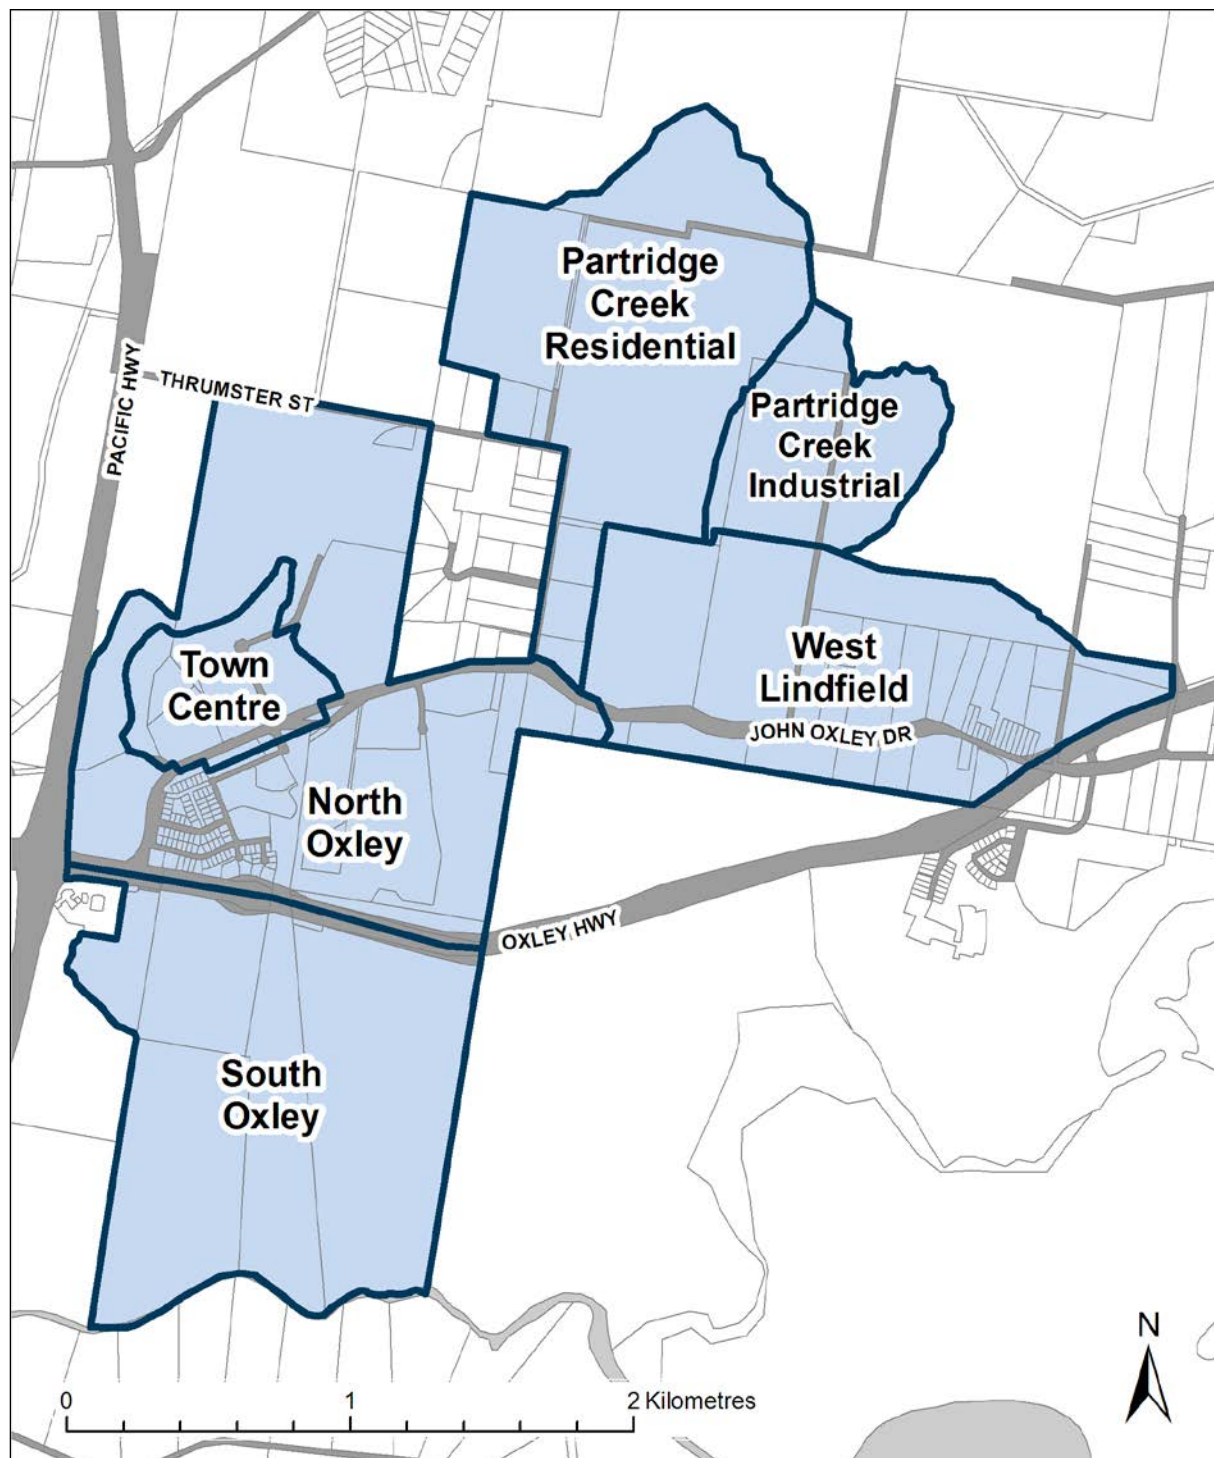 Partridge
Creek
Residential
PACIFIC HWY
THRUMSTER ST
Partridge
Creek
Industrial
Town
Centre
West
Lindfield
JOHN OXLEY DR
North
Oxley
OXLEY HWY
South
Oxley
N
0 1 2 Kilometres